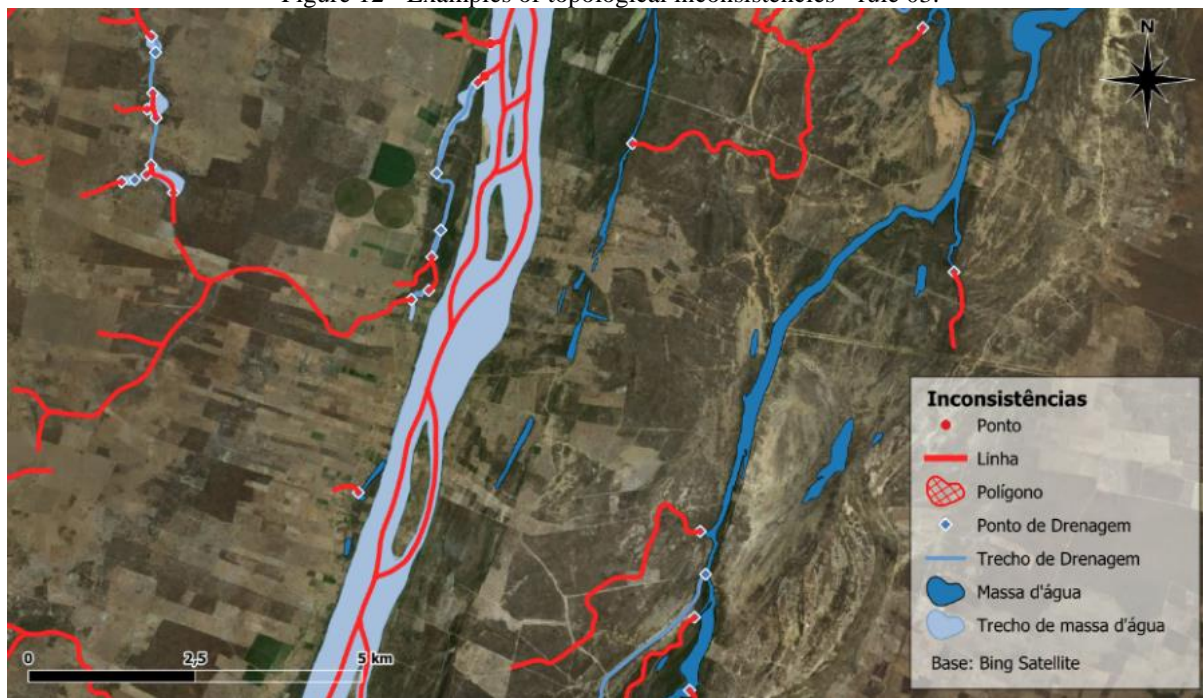 Figure 12 - Examples of topological inconsistencies - rule 03.
N
Inconsistências
Ponto
Linha
Polígono
Ponto de Drenagem
Trecho de Drenagem
Massa d'água
Trecho de massa d'água
Base: Bing Satellite
0 2,5 5 km